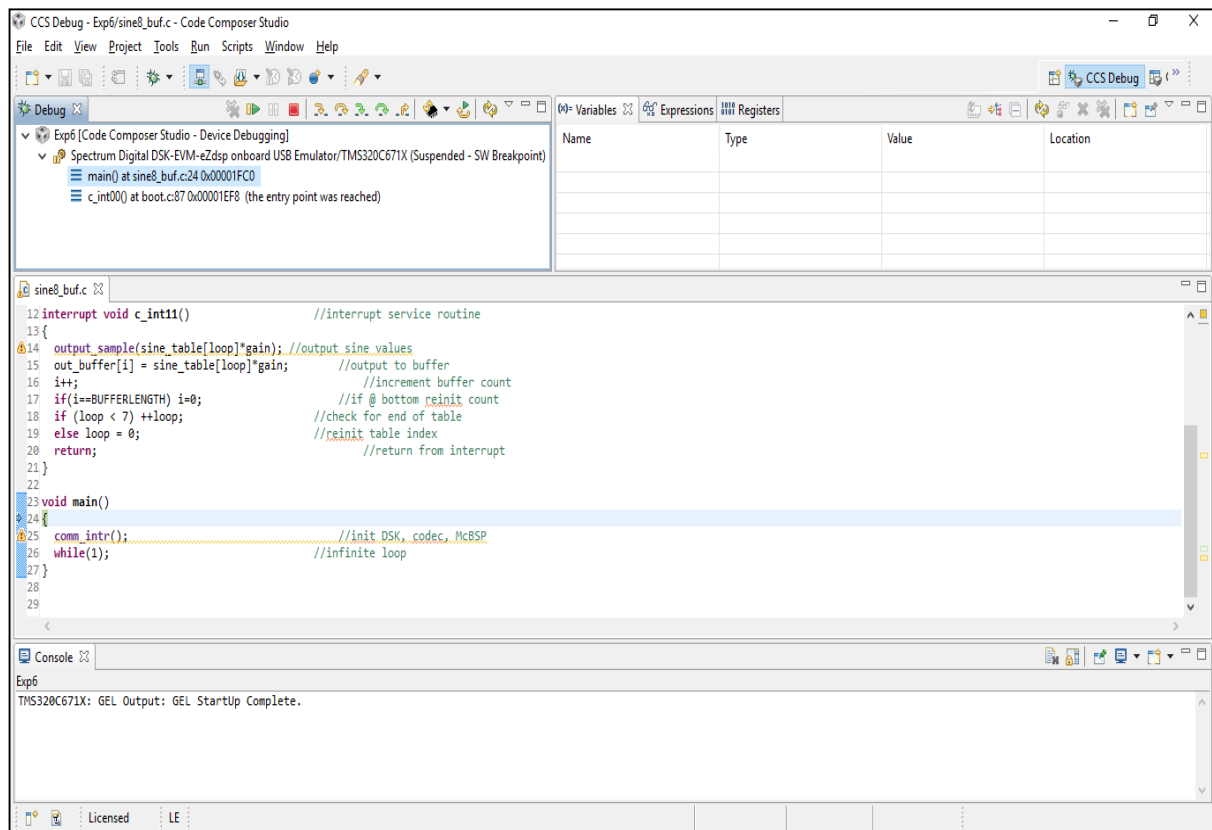 CCS Debug - Exp6/sine8_buf.c - Code Composer Studio
File Edit View Project Tools Run Scripts Window Help
CCS Debug
Debug
Exp6 [Code Composer Studio - Device Debugging]
Spectrum Digital DSK-EVM-eZdsp onboard USB Emulator/TMS320C671X (Suspended - SW Breakpoint)
main() at sine8_buf.c:24 0x00001FC0
c_int00() at boot.c:87 0x00001EF8 (the entry point was reached)
(x)= Variables Expressions 1010 0101 Registers
Name Type Value Location
sine8_buf.c
12 interrupt void c_int11() //interrupt service routine
13 {
14 output_sample(sine_table[loop]*gain); //output sine values
15 out_buffer[i] = sine_table[loop]*gain; //output to buffer
16 i++; //increment buffer count
17 if(i==BUFFERLENGTH) i=0; //if @ bottom reinit count
18 if (loop < 7) ++loop; //check for end of table
19 else loop = 0; //reinit table index
20 return; //return from interrupt
21 }
22
23 void main()
24 {
25 comm_intr(); //init DSK, codec, McBSP
26 while(1); //infinite loop
27 }
28
29
Console
Exp6
TMS320C671X: GEL Output: GEL StartUp Complete.
Licensed LE